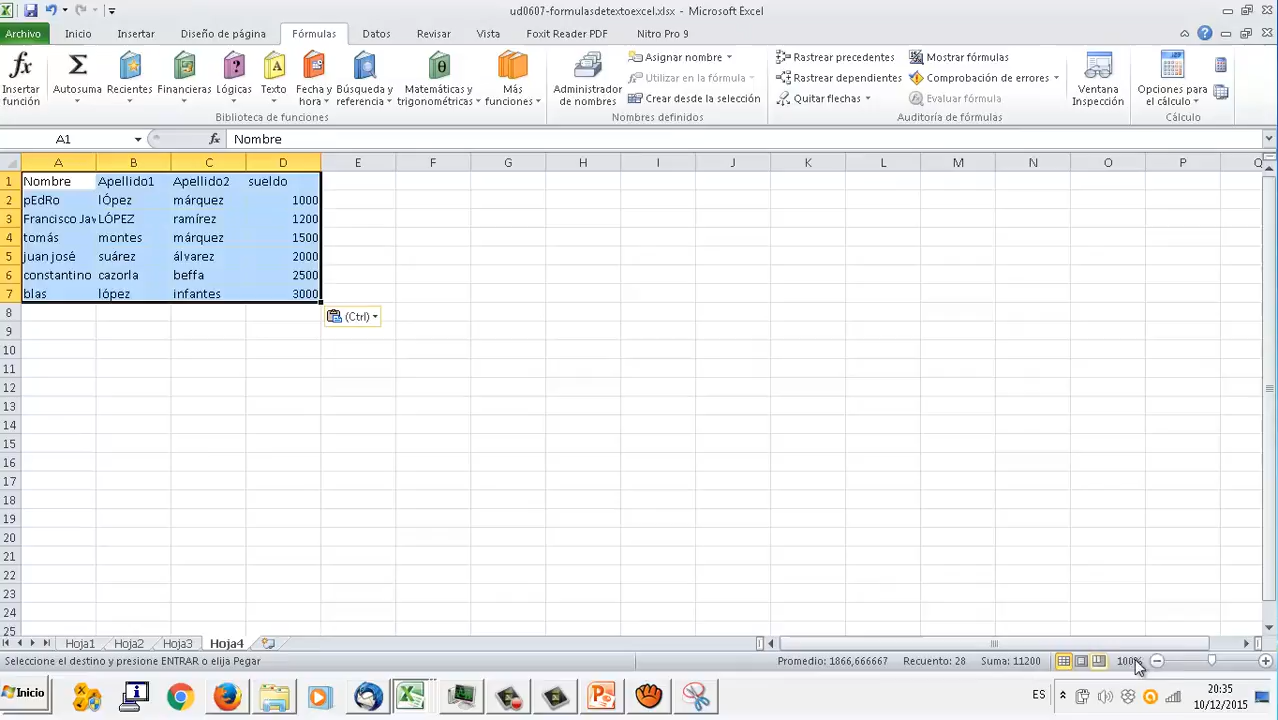 ud0607-formulasdetextoexcel.xlsx - Microsoft Excel
Archivo Inicio Insertar Diseño de página Fórmulas Datos Revisar Vista Foxit Reader PDF Nitro Pro 9
Insertar función
Autosuma
Recientes
Financieras
Lógicas
Texto
Fecha y hora
Búsqueda y referencia
Matemáticas y trigonométricas
Más funciones
Biblioteca de funciones
Administrador de nombres
Asignar nombre
Utilizar en la fórmula
Crear desde la selección
Nombres definidos
Rastrear precedentes
Rastrear dependientes
Quitar flechas
Mostrar fórmulas
Comprobación de errores
Evaluar fórmula
Auditoría de fórmulas
Ventana Inspección
Opciones para el cálculo
Cálculo
A1 fx Nombre
A B C D E F G H I J K L M N O P Q
1 Nombre Apellido1 Apellido2 sueldo
2 pEdRo lÓpez márquez 1000
3 Francisco Jav LÓPEZ ramírez 1200
4 tomás montes márquez 1500
5 juan josé suárez álvarez 2000
6 constantino cazorla beffa 2500
7 blas lópez infantes 3000
8 (Ctrl)
9
10
11
12
13
14
15
16
17
18
19
20
21
22
23
24
25
Hoja1 Hoja2 Hoja3 Hoja4
Seleccione el destino y presione ENTRAR o elija Pegar Promedio: 1866,666667 Recuento: 28 Suma: 11200 100%
Inicio ES 20:35
10/12/2015